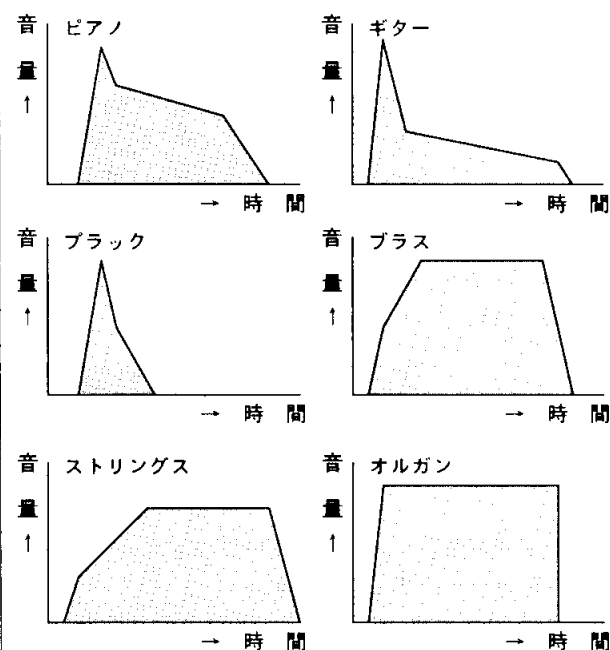 ピアノ
音量↑
→ 時間
ギター
音量↑
→ 時間
プラック
音量↑
→ 時間
ブラス
音量↑
→ 時間
ストリングス
音量↑
→ 時間
オルガン
音量↑
→ 時間